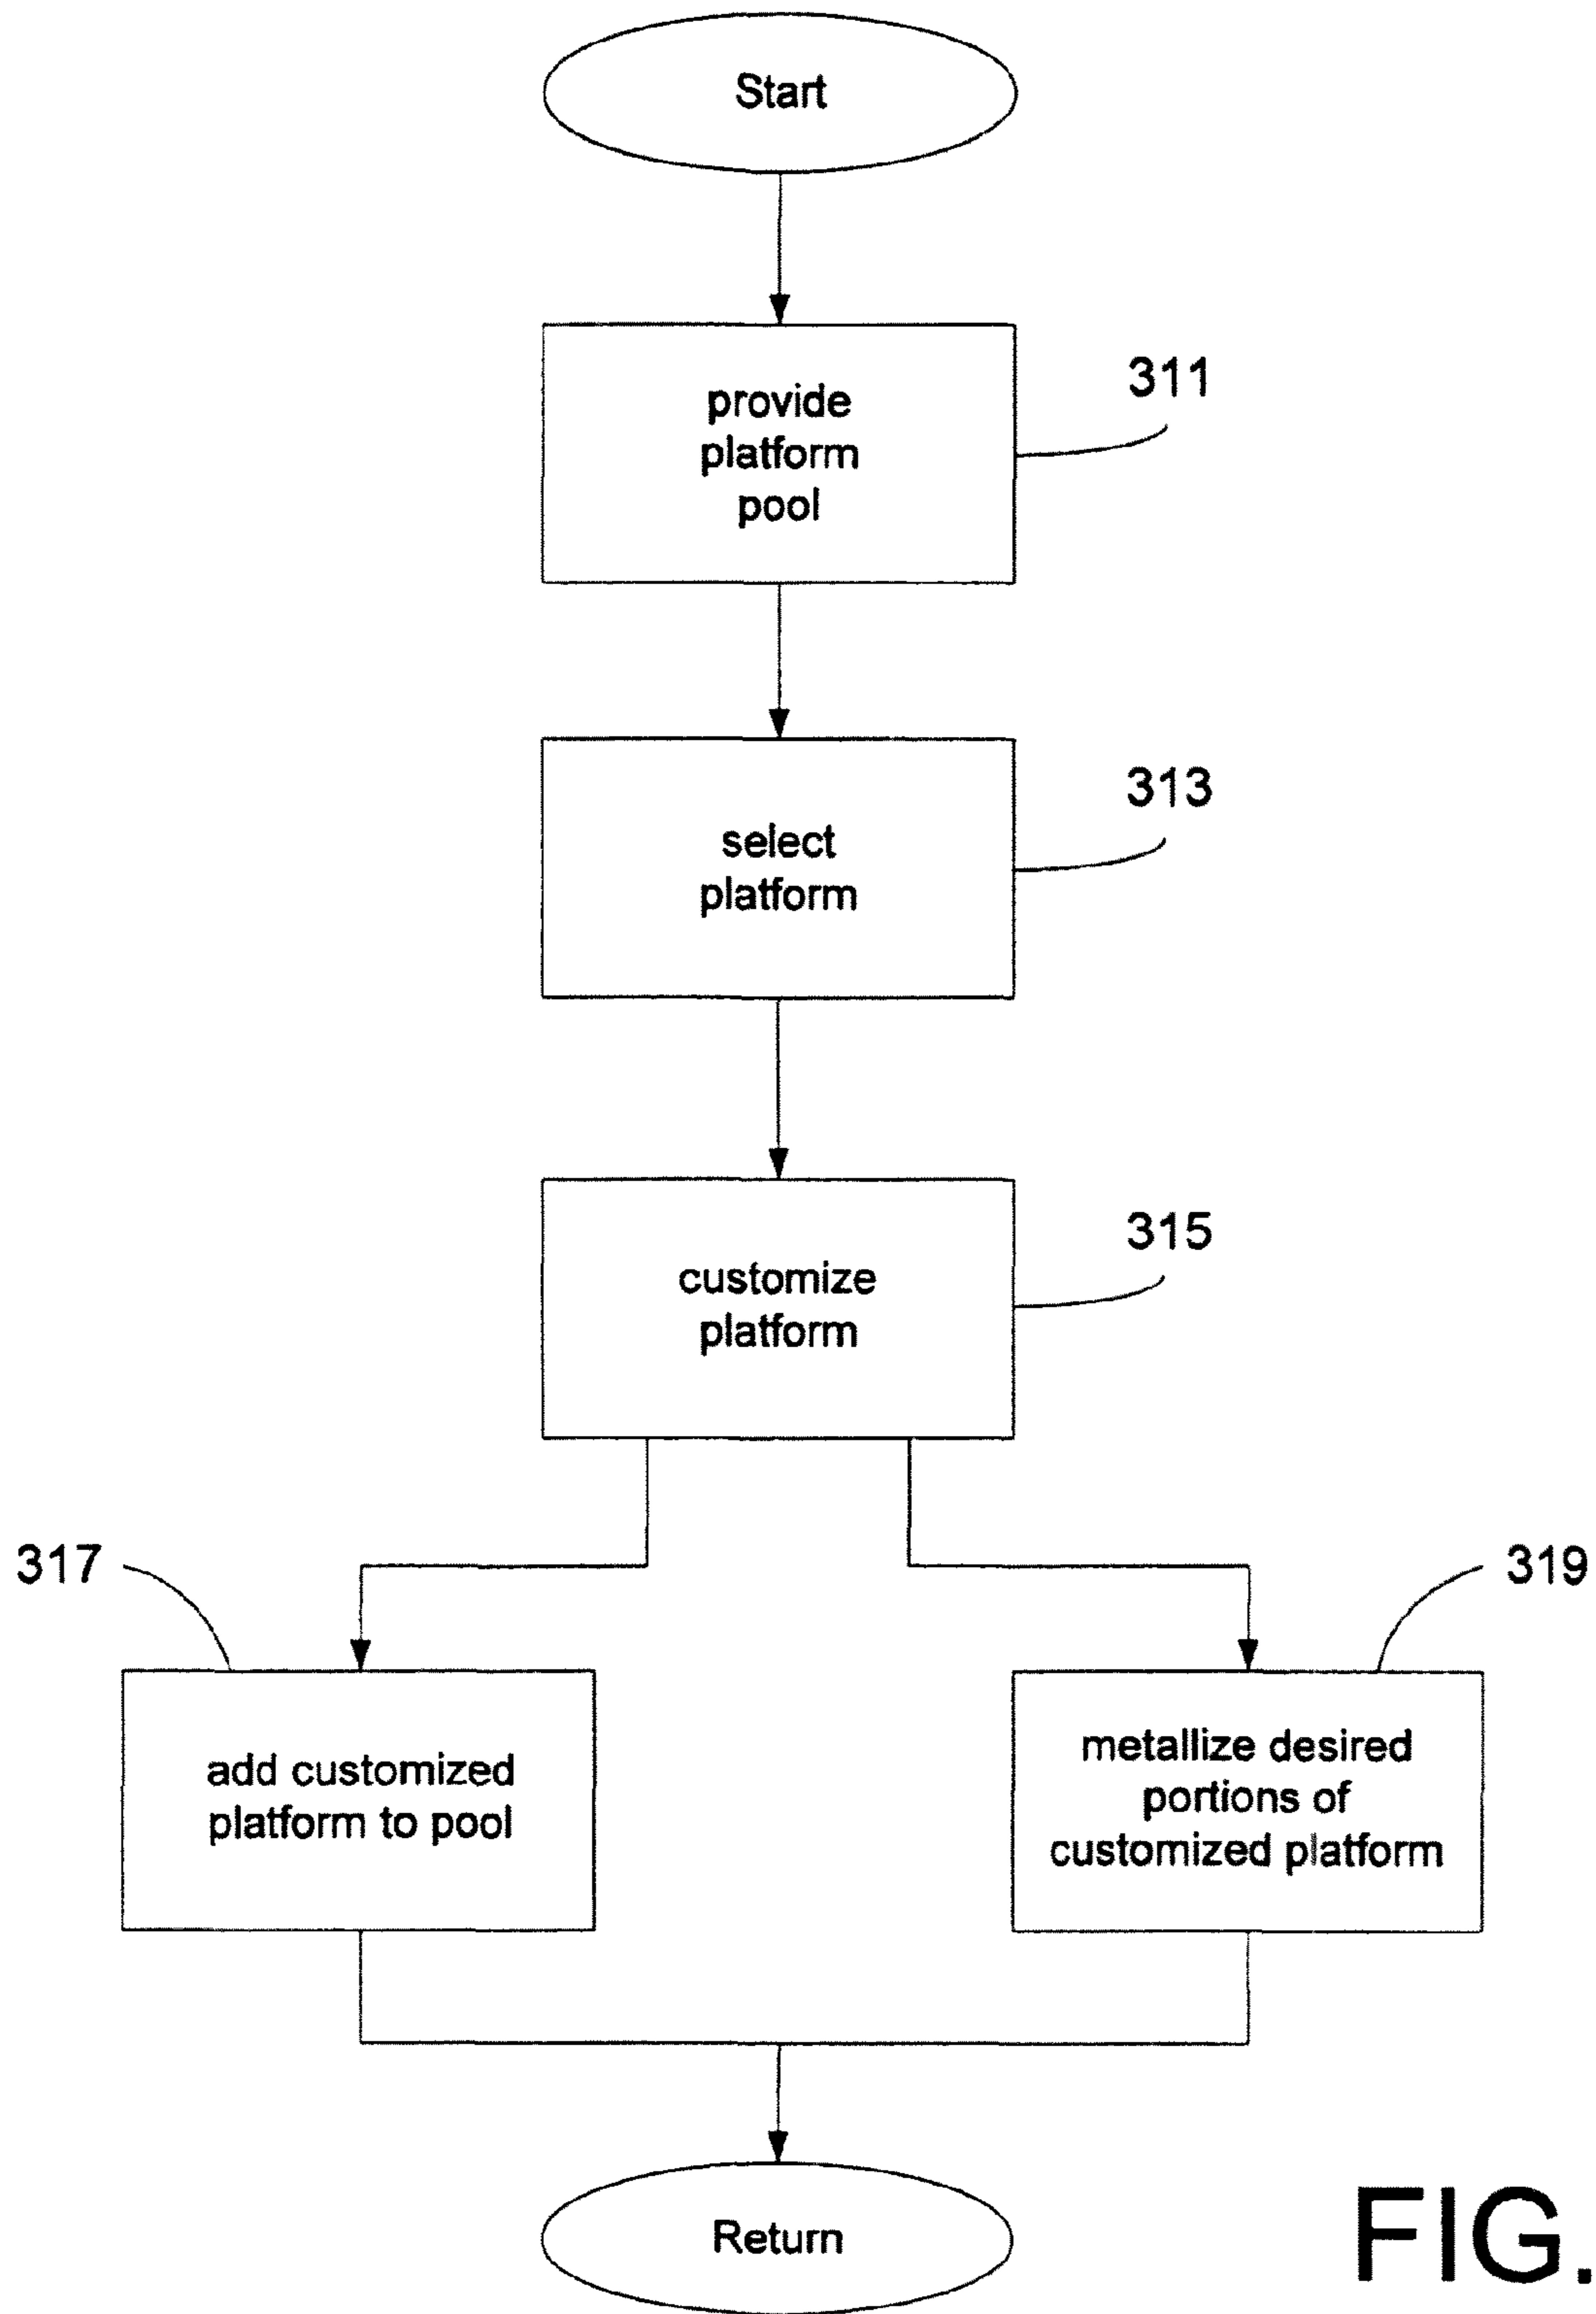 Start
provide
platform
pool
311
select
platform
313
customize
platform
315
317
319
add customized
platform to pool
metallize desired
portions of
customized platform
Return
FIG.